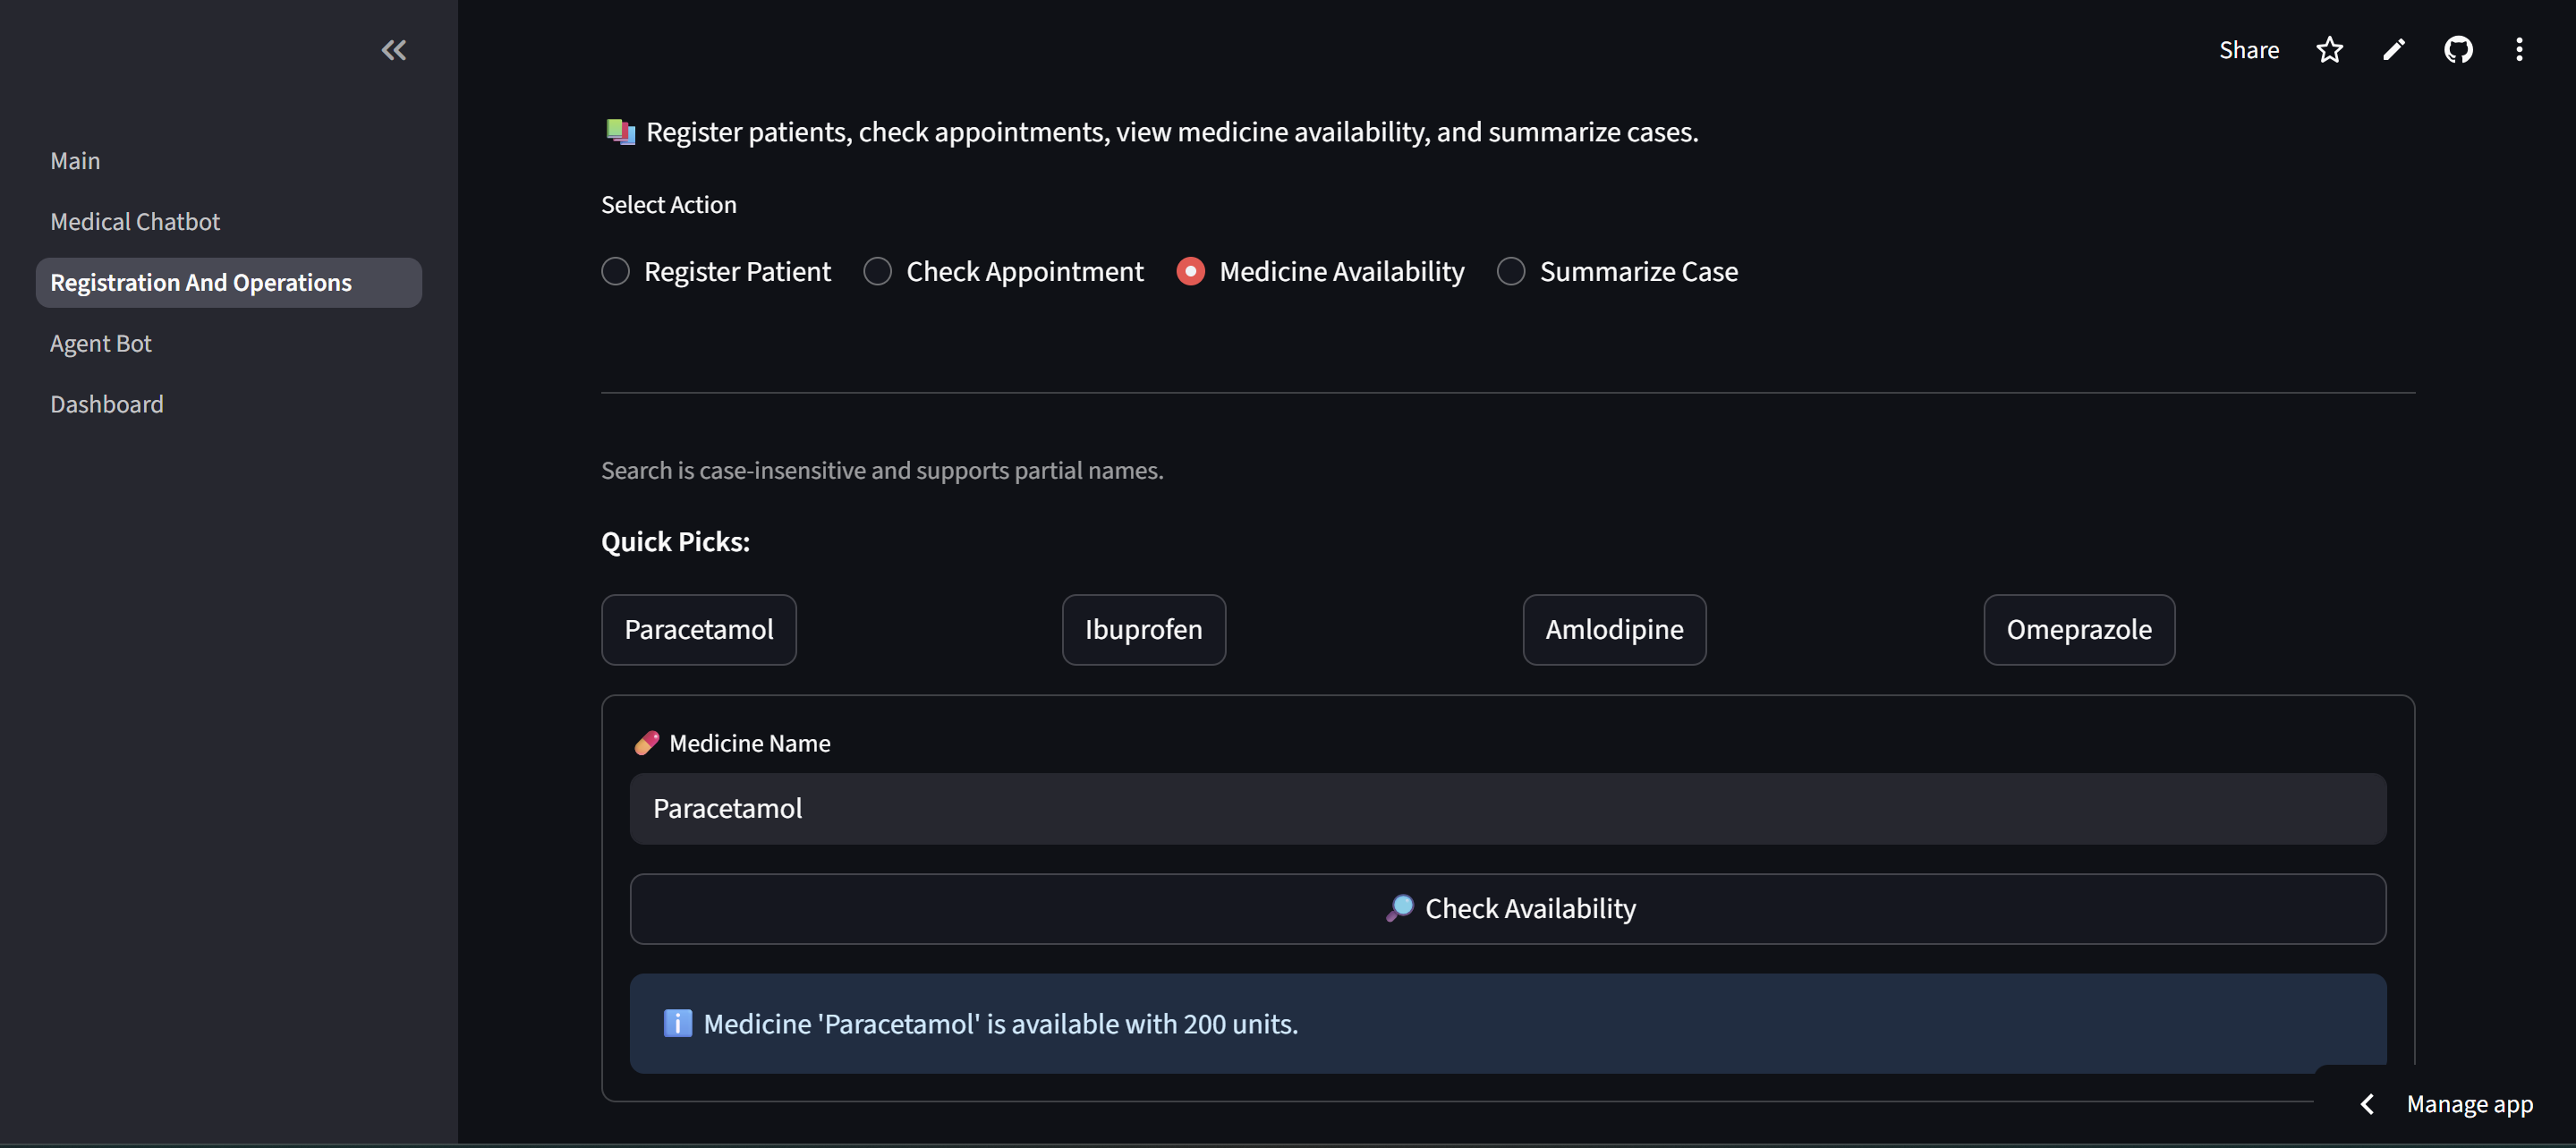 Share
Main
Medical Chatbot
Registration And Operations
Agent Bot
Dashboard
Register patients, check appointments, view medicine availability, and summarize cases.
Select Action
Register Patient Check Appointment Medicine Availability Summarize Case
Search is case-insensitive and supports partial names.
Quick Picks:
Paracetamol Ibuprofen Amlodipine Omeprazole
Medicine Name
Paracetamol
Check Availability
Medicine 'Paracetamol' is available with 200 units.
Manage app